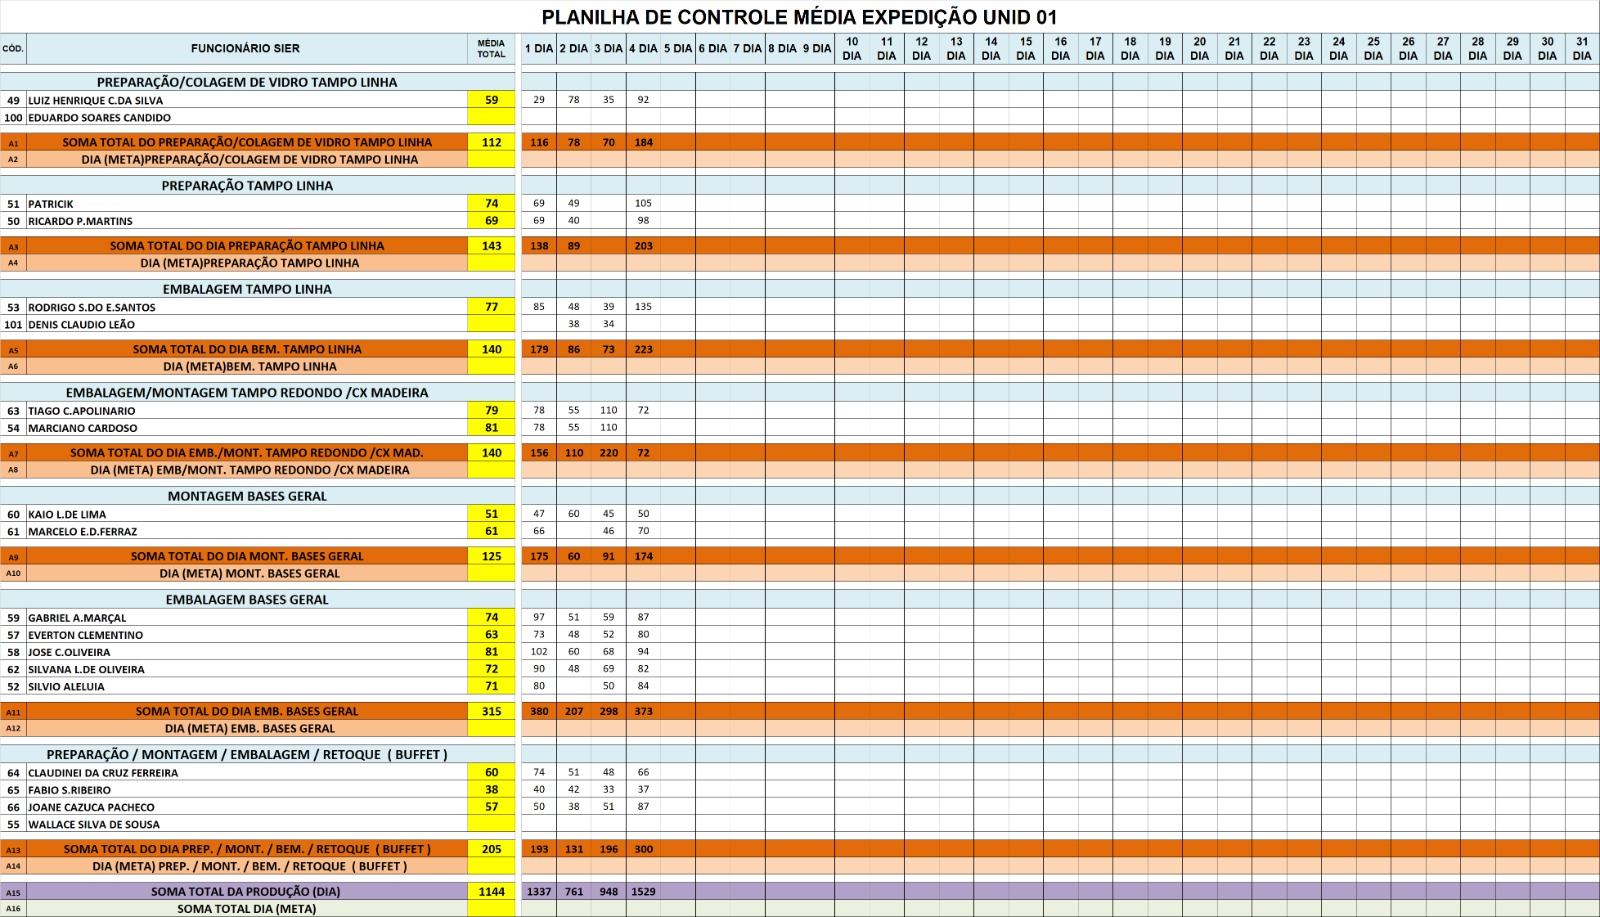 PLANILHA DE CONTROLE MÉDIA EXPEDIÇÃO UNID 01
CÓD. FUNCIONÁRIO SIER MÉDIA TOTAL 1 DIA 2 DIA 3 DIA 4 DIA 5 DIA 6 DIA 7 DIA 8 DIA 9 DIA 10 DIA 11 DIA 12 DIA 13 DIA 14 DIA 15 DIA 16 DIA 17 DIA 18 DIA 19 DIA 20 DIA 21 DIA 22 DIA 23 DIA 24 DIA 25 DIA 26 DIA 27 DIA 28 DIA 29 DIA 30 DIA 31 DIA
PREPARAÇÃO/COLAGEM DE VIDRO TAMPO LINHA
49 LUIZ HENRIQUE C.DA SILVA 59 29 78 35 92
100 EDUARDO SOARES CANDIDO
A1 SOMA TOTAL DO PREPARAÇÃO/COLAGEM DE VIDRO TAMPO LINHA 112 116 78 70 184
A2 DIA (META)PREPARAÇÃO/COLAGEM DE VIDRO TAMPO LINHA
PREPARAÇÃO TAMPO LINHA
51 PATRICIK 74 69 49 105
50 RICARDO P.MARTINS 69 69 40 98
A3 SOMA TOTAL DO DIA PREPARAÇÃO TAMPO LINHA 143 138 89 203
A4 DIA (META)PREPARAÇÃO TAMPO LINHA
EMBALAGEM TAMPO LINHA
53 RODRIGO S.DO E.SANTOS 77 85 48 39 135
101 DENIS CLAUDIO LEÃO 38 34
A5 SOMA TOTAL DO DIA BEM. TAMPO LINHA 140 179 86 73 223
A6 DIA (META)BEM. TAMPO LINHA
EMBALAGEM/MONTAGEM TAMPO REDONDO /CX MADEIRA
63 TIAGO C.APOLINARIO 79 78 55 110 72
54 MARCIANO CARDOSO 81 78 55 110
A7 SOMA TOTAL DO DIA EMB./MONT. TAMPO REDONDO /CX MAD. 140 156 110 220 72
A8 DIA (META) EMB/MONT. TAMPO REDONDO /CX MADEIRA
MONTAGEM BASES GERAL
60 KAIO L.DE LIMA 51 47 60 45 50
61 MARCELO E.D.FERRAZ 61 66 46 70
A9 SOMA TOTAL DO DIA MONT. BASES GERAL 125 175 60 91 174
A10 DIA (META) MONT. BASES GERAL
EMBALAGEM BASES GERAL
59 GABRIEL A.MARÇAL 74 97 51 59 87
57 EVERTON CLEMENTINO 63 73 48 52 80
58 JOSE C.OLIVEIRA 81 102 60 68 94
62 SILVANA L.DE OLIVEIRA 72 90 48 69 82
52 SILVIO ALELUIA 71 80 50 84
A11 SOMA TOTAL DO DIA EMB. BASES GERAL 315 380 207 298 373
A12 DIA (META) EMB. BASES GERAL
PREPARAÇÃO / MONTAGEM / EMBALAGEM / RETOQUE ( BUFFET )
64 CLAUDINEI DA CRUZ FERREIRA 60 74 51 48 66
65 FABIO S.RIBEIRO 38 40 42 33 37
66 JOANE CAZUCA PACHECO 57 50 38 51 87
55 WALLACE SILVA DE SOUSA
A13 SOMA TOTAL DO DIA PREP. / MONT. / BEM. / RETOQUE ( BUFFET ) 205 193 131 196 300
A14 DIA (META) PREP. / MONT. / BEM. / RETOQUE ( BUFFET )
A15 SOMA TOTAL DA PRODUÇÃO (DIA) 1144 1337 761 948 1529
A16 SOMA TOTAL DIA (META)